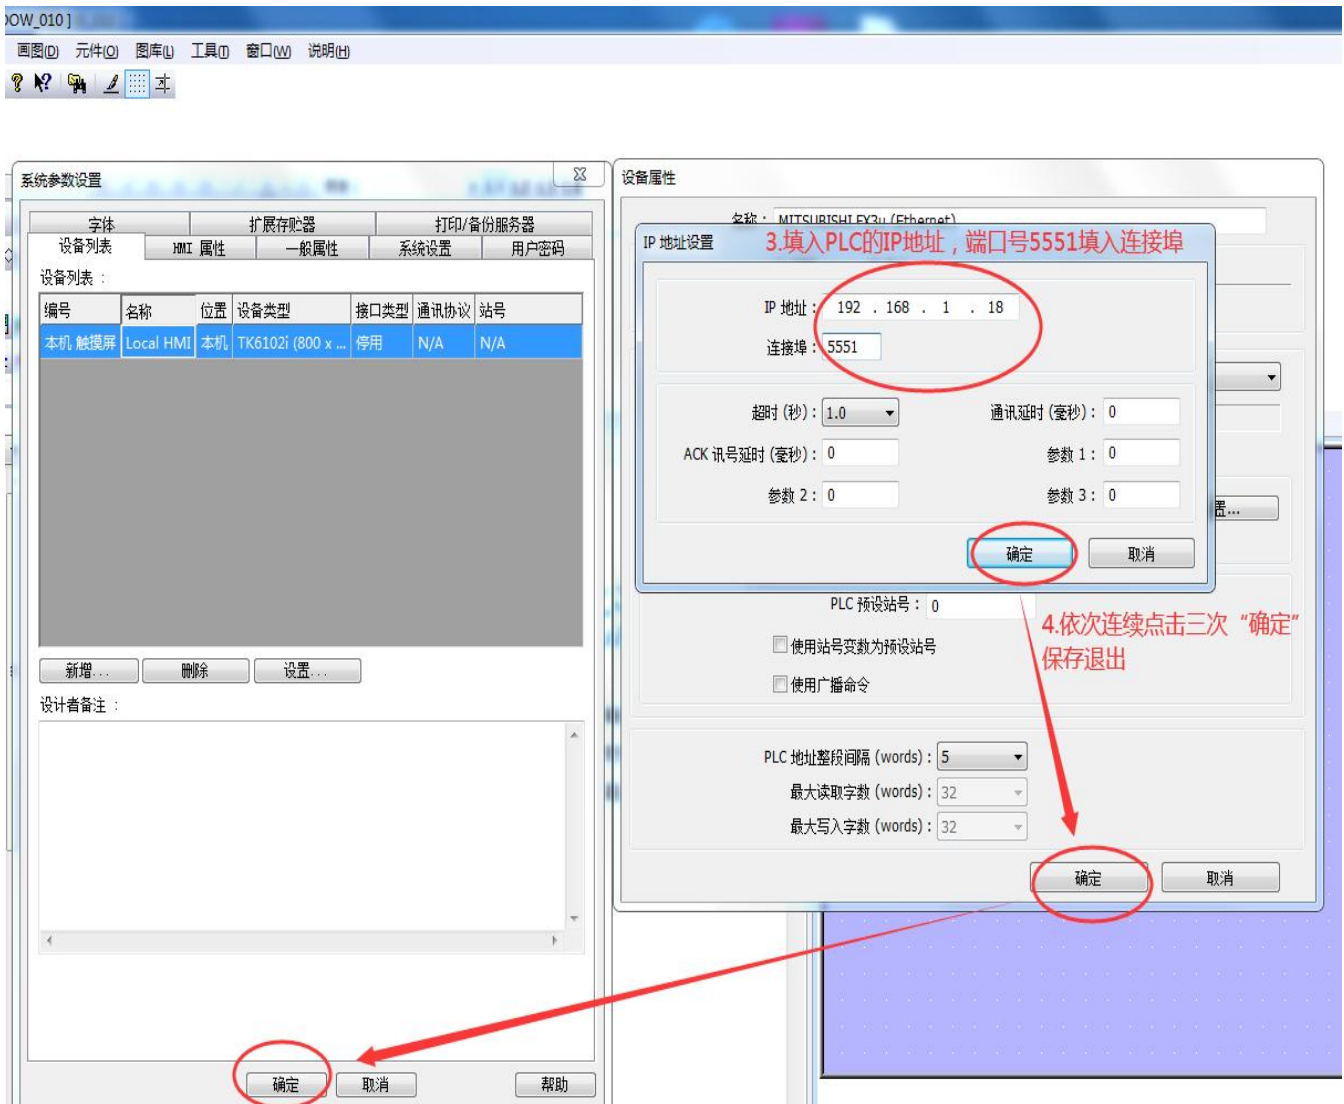 OW_010 ]
画图(D) 元件(O) 图库(L) 工具(T) 窗口(W) 说明(H)
系统参数设置
字体 扩展存贮器 打印/备份服务器
设备列表 HMI 属性 一般属性 系统设置 用户密码
设备列表 :
编号 名称 位置 设备类型 接口类型 通讯协议 站号
本机 触摸屏 Local HMI 本机 TK6102i (800 x ... 停用 N/A N/A
新增... 删除 设置...
设计者备注 :
确定 取消 帮助
设备属性
名称 : MITSUBISHI FX3u (Ethernet)
IP 地址设置
3.填入PLC的IP地址，端口号5551填入连接埠
IP 地址 : 192 . 168 . 1 . 18
连接埠 : 5551
超时 (秒) : 1.0 通讯延时 (毫秒) : 0
ACK 讯号延时 (毫秒) : 0 参数 1 : 0
参数 2 : 0 参数 3 : 0
置...
确定 取消
PLC 预设站号 : 0
4.依次连续点击三次“确定”
保存退出
使用站号变数为预设站号
使用广播命令
PLC 地址整段间隔 (words) : 5
最大读取字数 (words) : 32
最大写入字数 (words) : 32
确定 取消